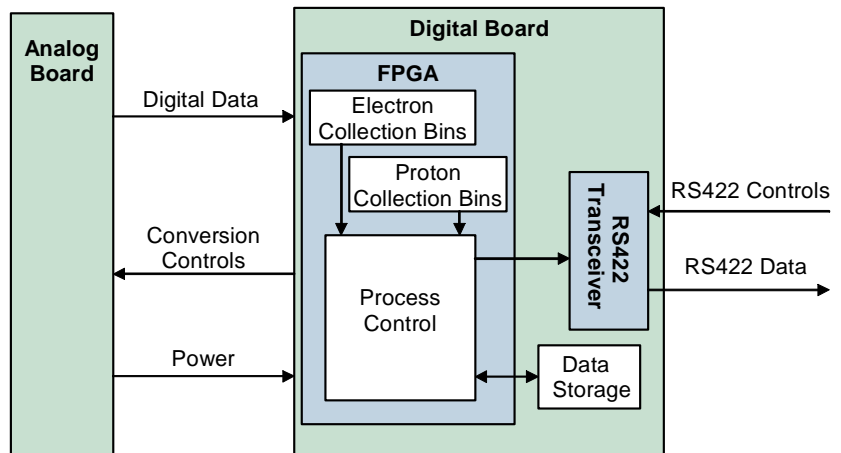 Analog
Board
Digital Board
FPGA
Digital Data
Electron
Collection Bins
Proton
Collection Bins
RS422
Transceiver
RS422 Controls
Conversion
Controls
RS422 Data
Process
Control
Power
Data
Storage